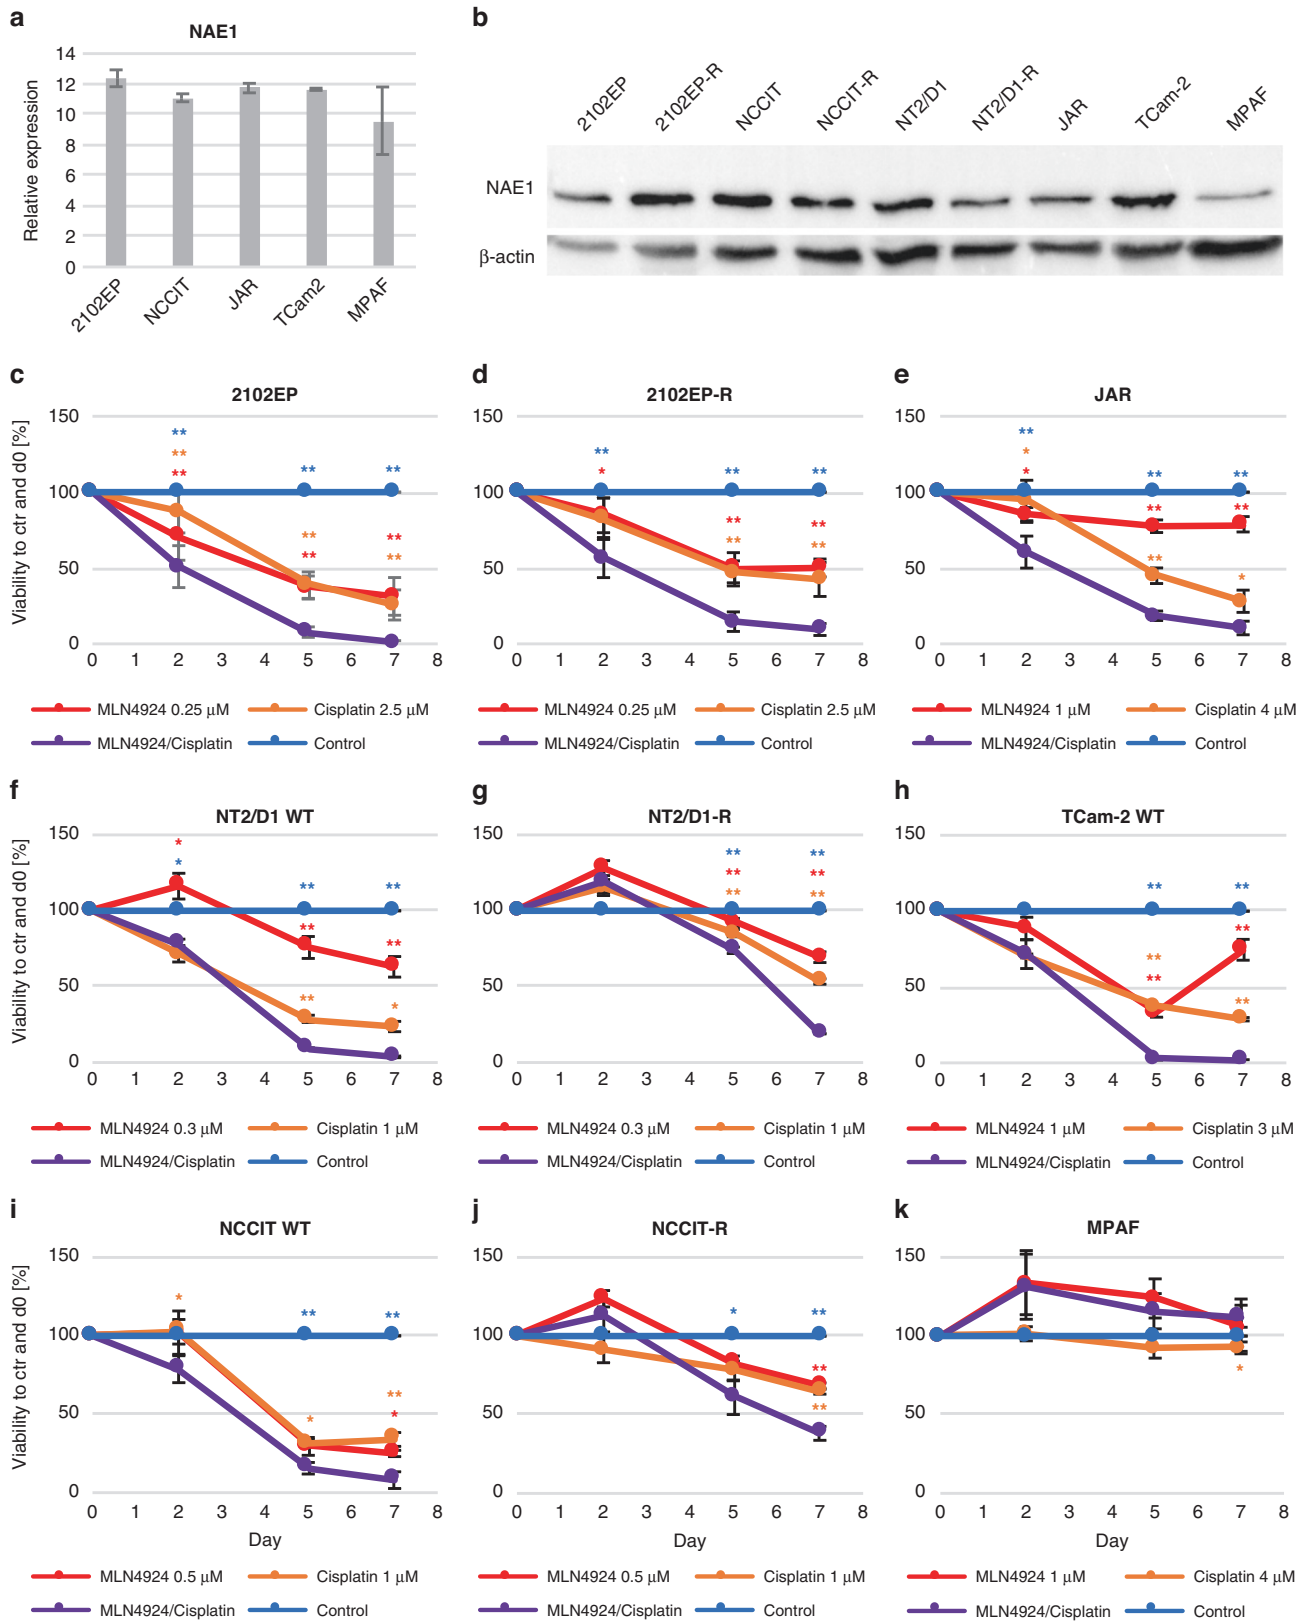 a
NAE1
Relative expression
14
12
10
8
6
4
2
0
2102EP
NCCIT
JAR
TCam2
MPAF
b
2102EP
2102EP-R
NCCIT
NCCIT-R
NT2/D1
NT2/D1-R
JAR
TCam-2
MPAF
NAE1
β-actin
c
2102EP
Viability to ctr and d0 [%]
150
100
50
0
** ** **
** ** **
** ** **
0 1 2 3 4 5 6 7 8
MLN4924 0.25 μM Cisplatin 2.5 μM
MLN4924/Cisplatin Control
d
2102EP-R
150
100
50
0
** ** **
* ** **
** **
0 1 2 3 4 5 6 7 8
MLN4924 0.25 μM Cisplatin 2.5 μM
MLN4924/Cisplatin Control
e
JAR
150
100
50
0
** ** **
* ** **
* ** *
0 1 2 3 4 5 6 7 8
MLN4924 1 μM Cisplatin 4 μM
MLN4924/Cisplatin Control
f
NT2/D1 WT
Viability to ctr and d0 [%]
150
100
50
0
* ** **
* ** **
** *
0 1 2 3 4 5 6 7 8
MLN4924 0.3 μM Cisplatin 1 μM
MLN4924/Cisplatin Control
g
NT2/D1-R
150
100
50
0
** **
** **
** **
0 1 2 3 4 5 6 7 8
MLN4924 0.3 μM Cisplatin 1 μM
MLN4924/Cisplatin Control
h
TCam-2 WT
150
100
50
0
** **
** **
** **
0 1 2 3 4 5 6 7 8
MLN4924 1 μM Cisplatin 3 μM
MLN4924/Cisplatin Control
i
NCCIT WT
Viability to ctr and d0 [%]
150
100
50
0
* ** **
* **
*
0 1 2 3 4 5 6 7 8
Day
MLN4924 0.5 μM Cisplatin 1 μM
MLN4924/Cisplatin Control
j
NCCIT-R
150
100
50
0
* **
**
**
0 1 2 3 4 5 6 7 8
Day
MLN4924 0.5 μM Cisplatin 1 μM
MLN4924/Cisplatin Control
k
MPAF
150
100
50
0
*
0 1 2 3 4 5 6 7 8
Day
MLN4924 1 μM Cisplatin 4 μM
MLN4924/Cisplatin Control